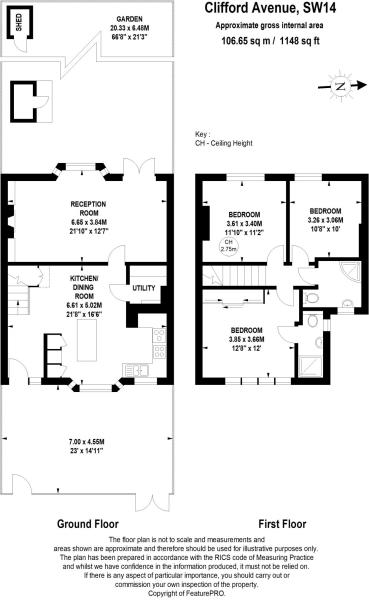 Clifford Avenue, SW14
Approximate gross internal area
106.65 sq m / 1148 sq ft
SHED
GARDEN
20.33 x 6.48M
66'8" x 21'3"
N
Key :
CH - Ceiling Height
RECEPTION
ROOM
6.65 x 3.84M
21'10" x 12'7"
BEDROOM
3.61 x 3.40M
11'10" x 11'2"
CH
2.75m
BEDROOM
3.26 x 3.06M
10'8" x 10'
KITCHEN/
DINING
ROOM
6.61 x 5.02M
21'8" x 16'6"
UTILITY
BEDROOM
3.85 x 3.66M
12'8" x 12'
7.00 x 4.55M
23' x 14'11"
Ground Floor
First Floor
The floor plan is not to scale and measurements and
areas shown are approximate and therefore should be used for illustrative purposes only.
The plan has been prepared in accordance with the RICS code of Measuring Practice
and whilst we have confidence in the information produced, it must not be relied on.
If there is any aspect of particular importance, you should carry out or
commission your own inspection of the property.
Copyright of FeaturePRO.